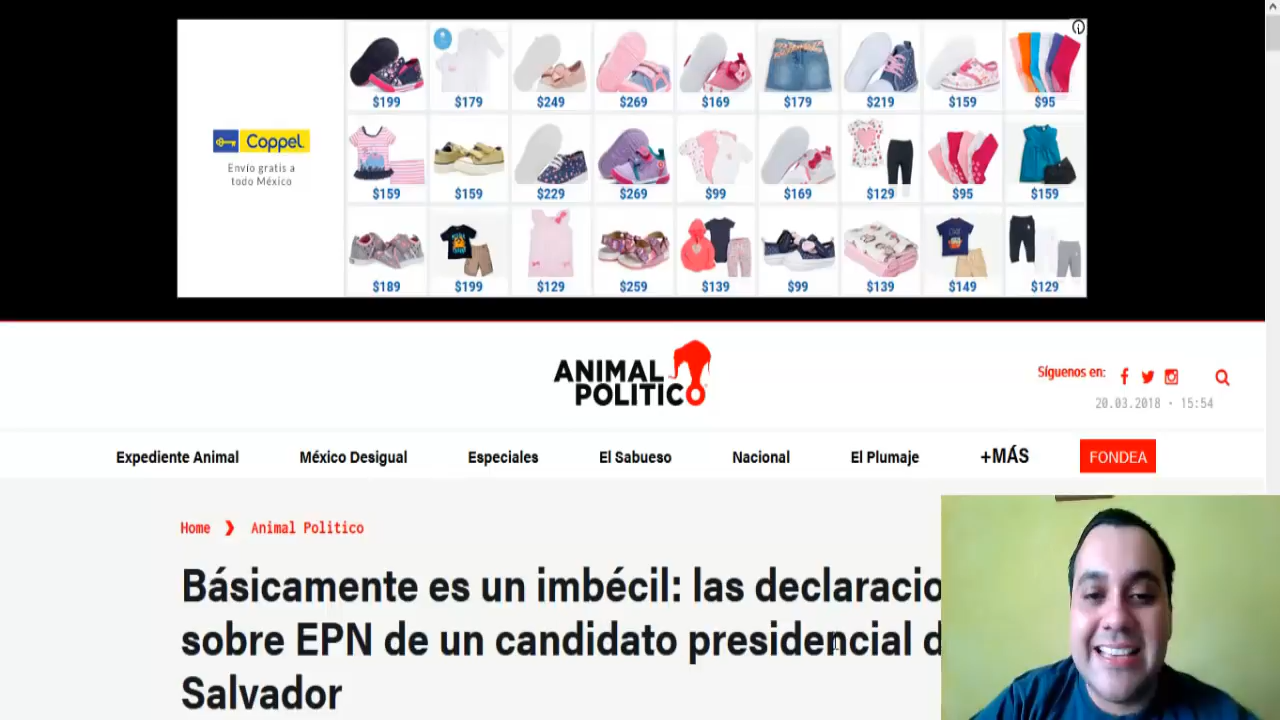 $199 $179 $249 $269 $169 $179 $219 $159 $95
Coppel
Envío gratis a
todo México
$159 $159 $229 $269 $99 $169 $129 $95 $159
$189 $199 $129 $259 $139 $99 $139 $149 $129
ANIMAL
POLITICO
Síguenos en:
20.03.2018 • 15:54
Expediente Animal México Desigual Especiales El Sabueso Nacional El Plumaje +MÁS FONDEA
Home ❯ Animal Politico
Básicamente es un imbécil: las declaracio
sobre EPN de un candidato presidencial d
Salvador